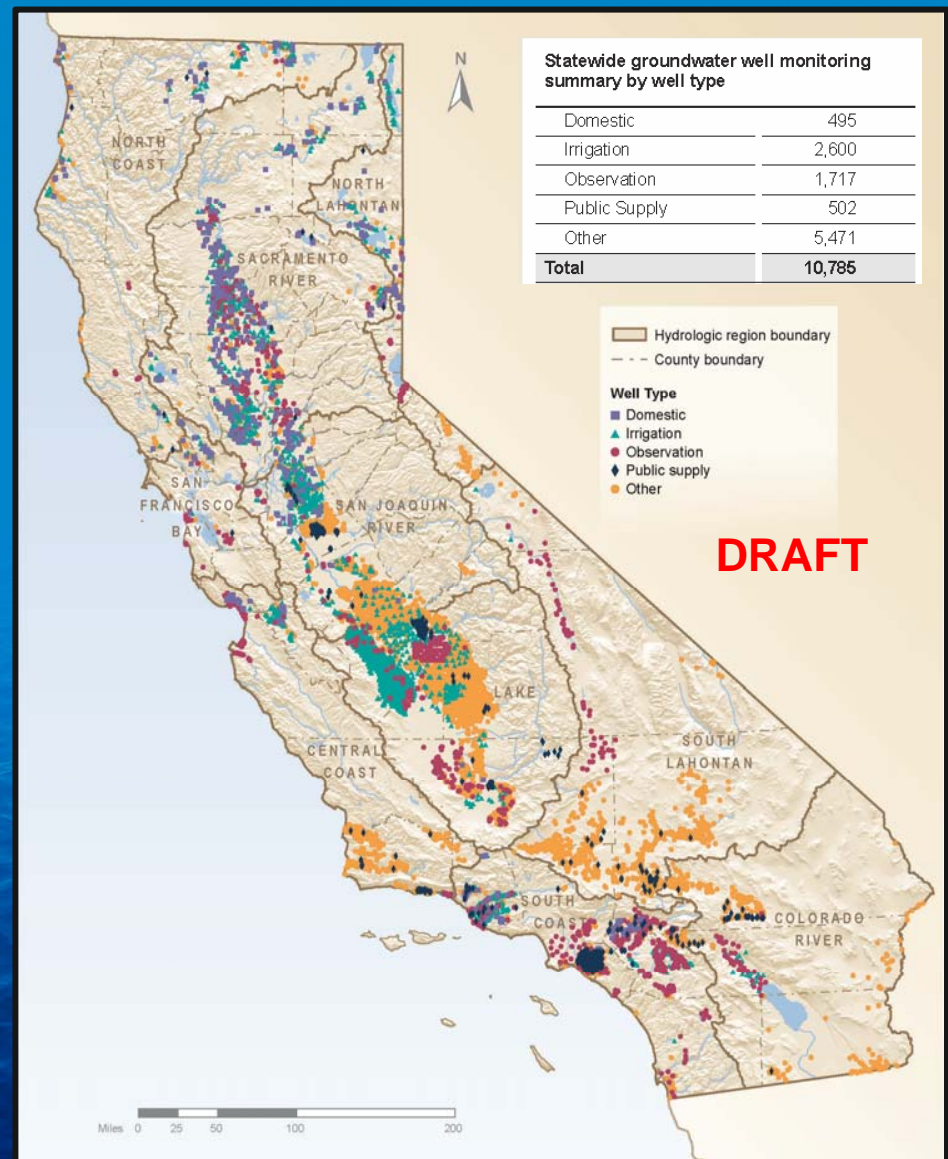 N
Statewide groundwater well monitoring
summary by well type
Domestic 495
Irrigation 2,600
Observation 1,717
Public Supply 502
Other 5,471
Total 10,785
Hydrologic region boundary
County boundary
Well Type
Domestic
Irrigation
Observation
Public supply
Other
DRAFT
NORTH
COAST
NORTH
LAHONTAN
SACRAMENTO
RIVER
SAN
FRANCISCO
BAY
SAN JOAQUIN
RIVER
LAKE
CENTRAL
COAST
SOUTH
LAHONTAN
SOUTH
COAST
COLORADO
RIVER
Miles 0 25 50 100 200